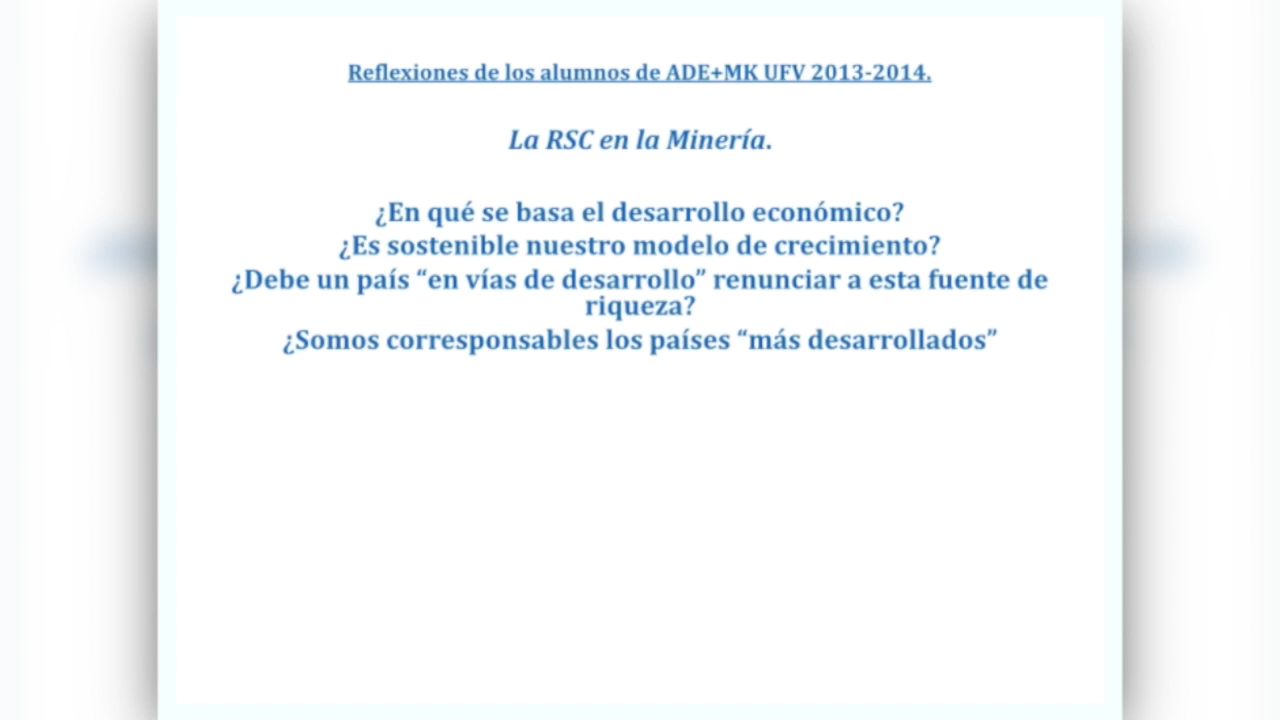 Reflexiones de los alumnos de ADE+MK UFV 2013-2014.
La RSC en la Minería.
¿En qué se basa el desarrollo económico?
¿Es sostenible nuestro modelo de crecimiento?
¿Debe un país “en vías de desarrollo” renunciar a esta fuente de
riqueza?
¿Somos corresponsables los países “más desarrollados”